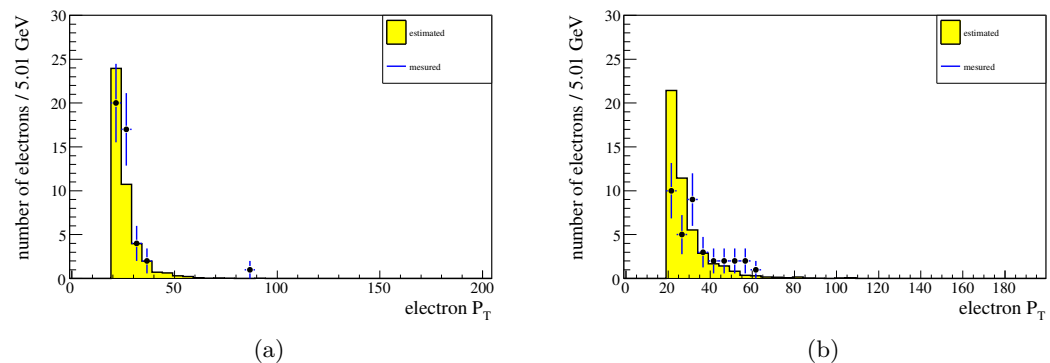 number of electrons / 5.01 GeV
30
25
20
15
10
5
0
estimated
mesured
0 50 100 150 200
electron P_T
(a)
number of electrons / 5.01 GeV
30
25
20
15
10
5
0
estimated
mesured
0 20 40 60 80 100 120 140 160 180
electron P_T
(b)